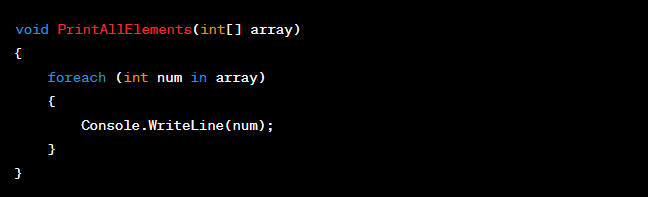 void PrintAllElements(int[] array)
{
    foreach (int num in array)
    {
        Console.WriteLine(num);
    }
}